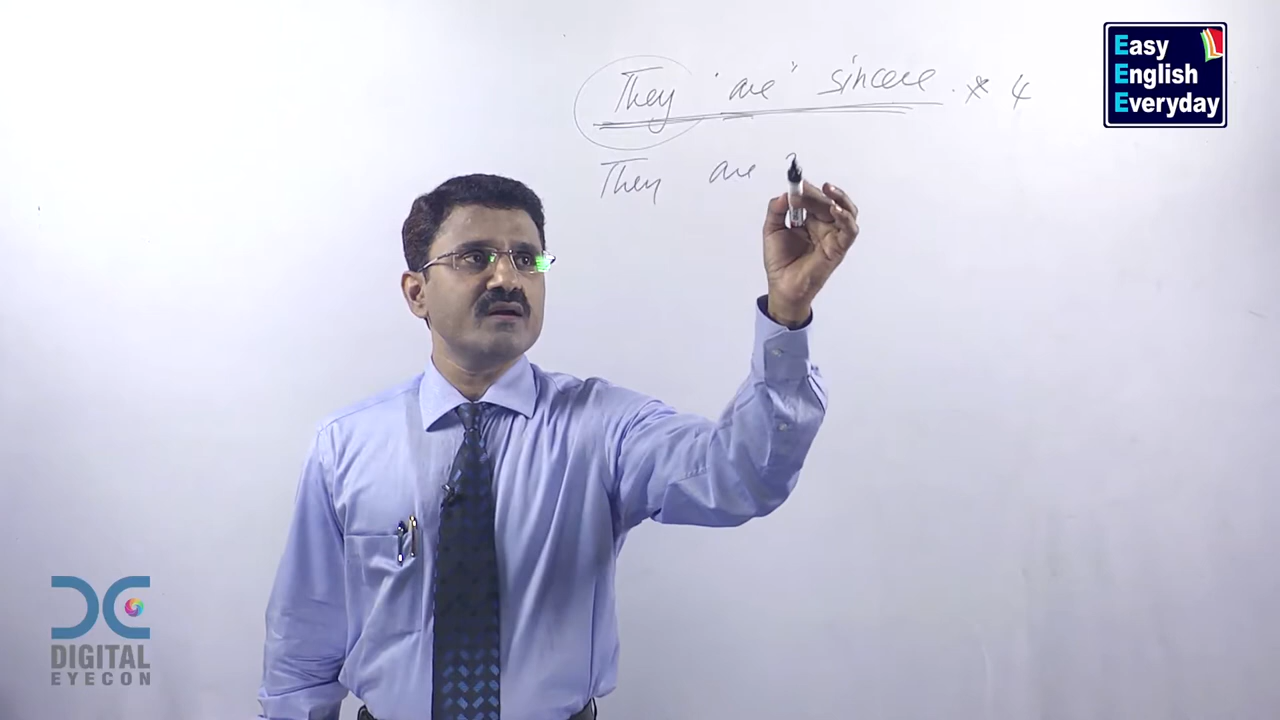 They "are" sincere. * 4
They are
Easy
English
Everyday
DIGITAL
EYECON